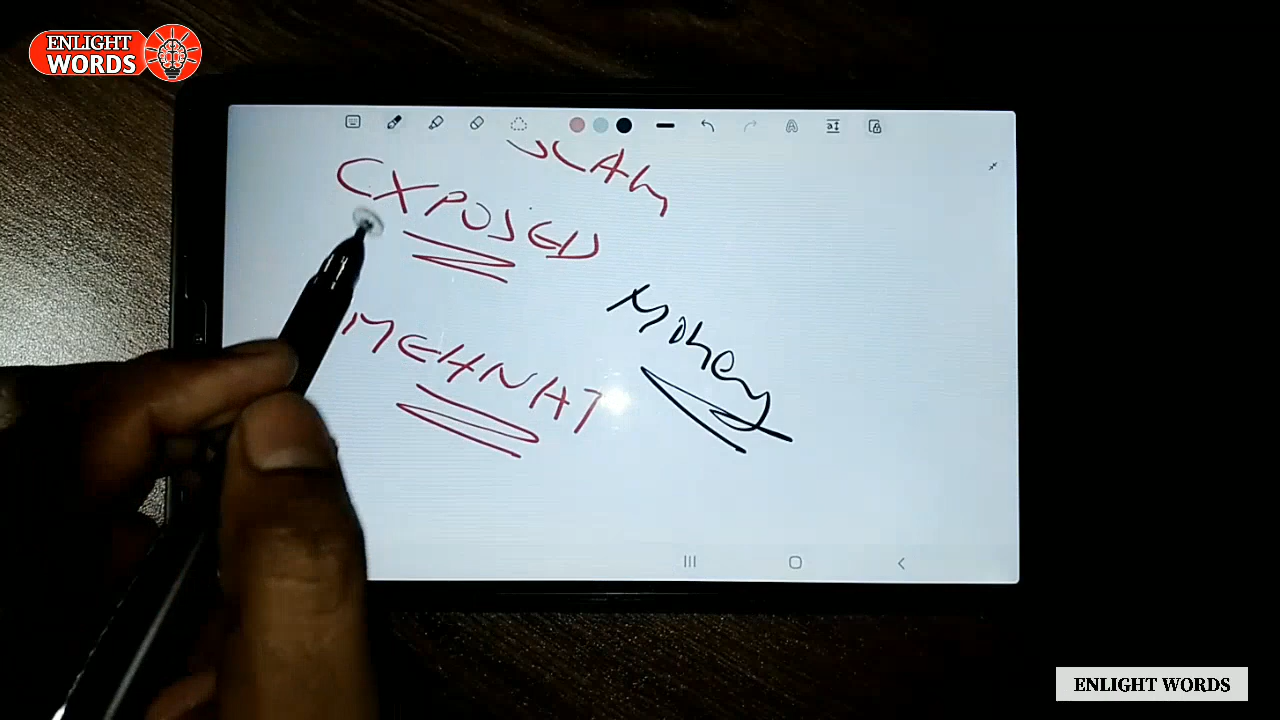 ENLIGHT
WORDS
SCAM
EXPOSED
Money
MEHNAT
ENLIGHT WORDS